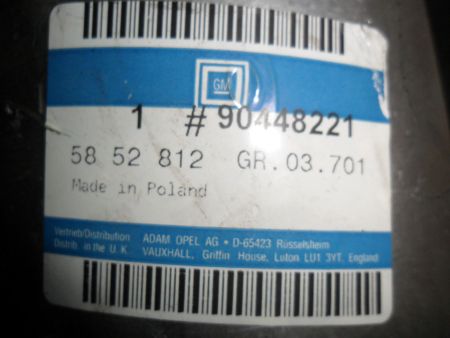 GM
1 # 90448221
58 52 812 GR.03.701
Made in Poland
Vertrieb/Distribution ADAM OPEL AG • D-65423 Rüsselsheim
Distrib. in the U. K. VAUXHALL, Griffin House, Luton LU1 3YT, England